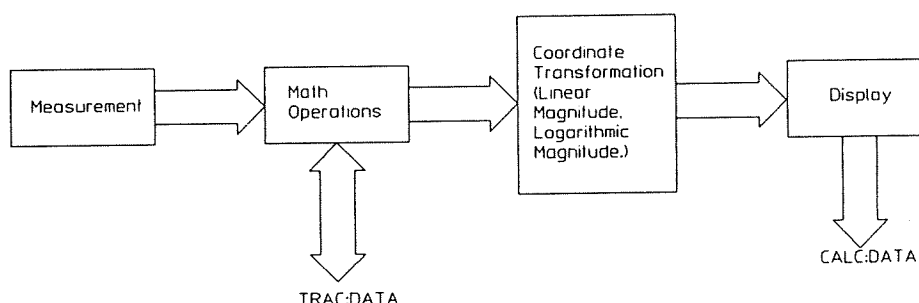 Measurement
Math
Operations
Coordinate
Transformation
(Linear
Magnitude,
Logarithmic
Magnitude,)
Display
TRAC:DATA
CALC:DATA